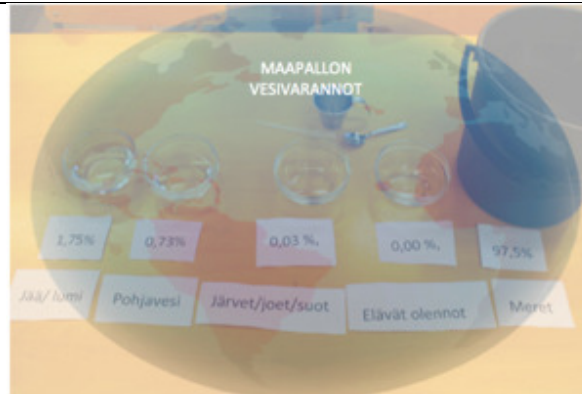 MAAPALLON
VESIVARANNOT
1,75%
0,73%
0,03 %.
0,00 %.
97,5%
Jää/ lumi
Pohjavesi
Järvet/joet/suot
Elävät olennot
Meret